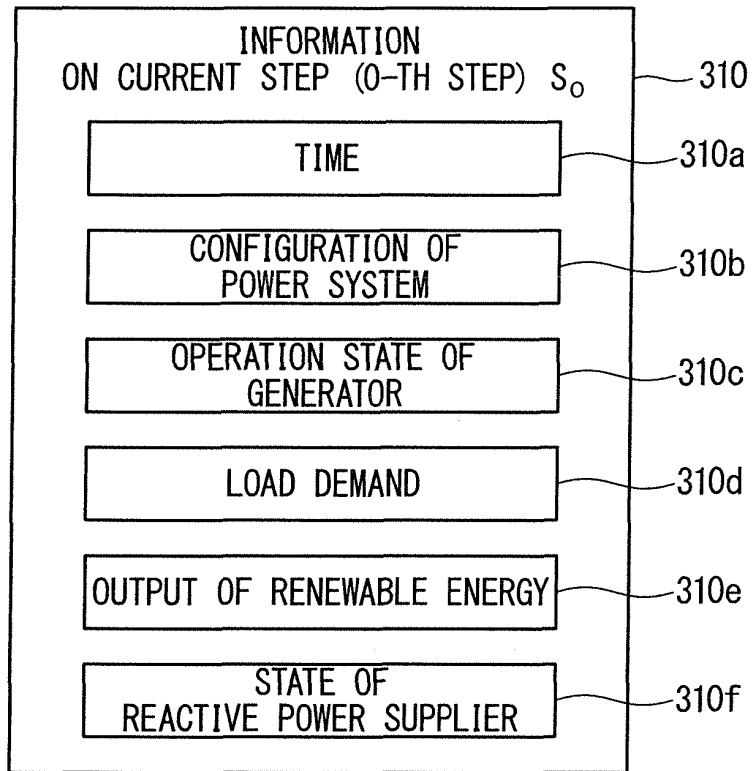 INFORMATION
ON CURRENT STEP (0-TH STEP) S₀
310
TIME
310a
CONFIGURATION OF
POWER SYSTEM
310b
OPERATION STATE OF
GENERATOR
310c
LOAD DEMAND
310d
OUTPUT OF RENEWABLE ENERGY
310e
STATE OF
REACTIVE POWER SUPPLIER
310f